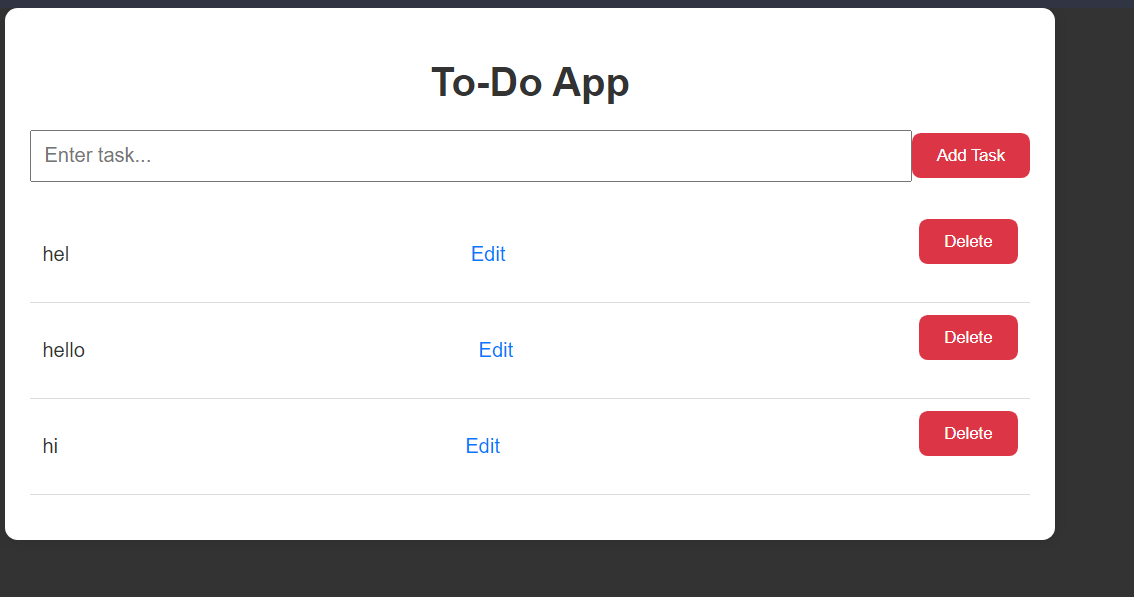 To-Do App
Enter task... Add Task
hel Edit Delete
hello Edit Delete
hi Edit Delete